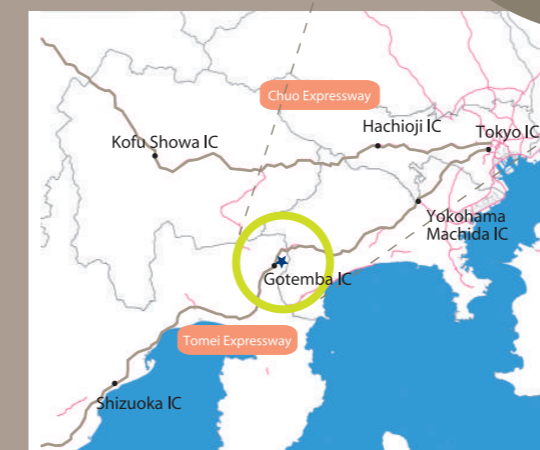 Chuo Expressway
Hachioji IC
Tokyo IC
Kofu Showa IC
Yokohama
Machida IC
Gotemba IC
Tomei Expressway
Shizuoka IC